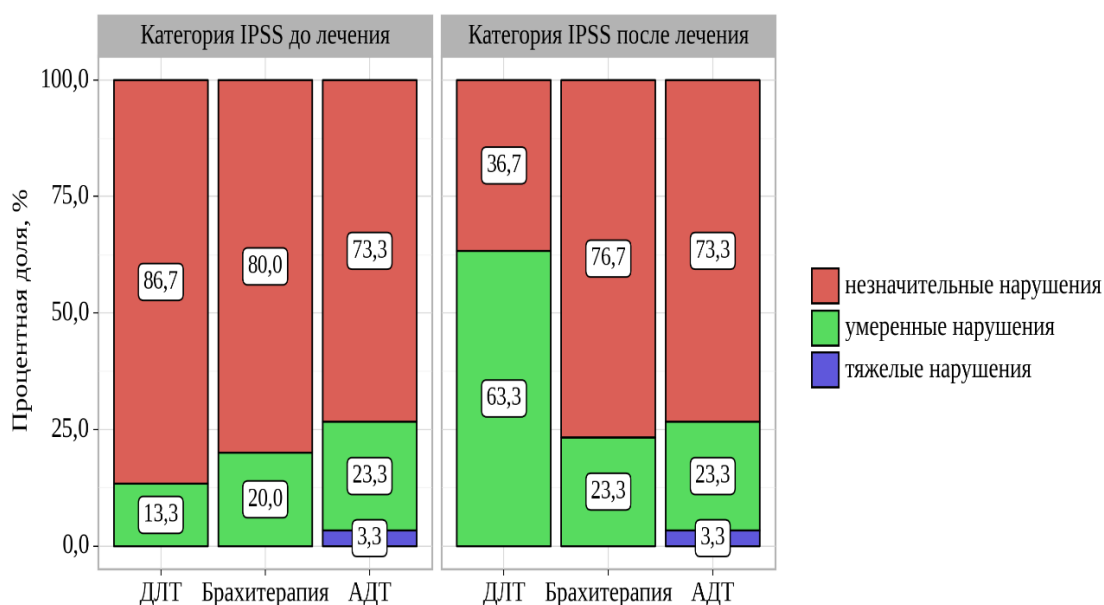 Категория IPSS до лечения
Категория IPSS после лечения
Процентная доля, %
100,0
75,0
50,0
25,0
0,0
86,7
13,3
80,0
20,0
73,3
23,3
3,3
36,7
63,3
76,7
23,3
73,3
23,3
3,3
ДЛТ Брахитерапия АДТ
ДЛТ Брахитерапия АДТ
незначительные нарушения
умеренные нарушения
тяжелые нарушения